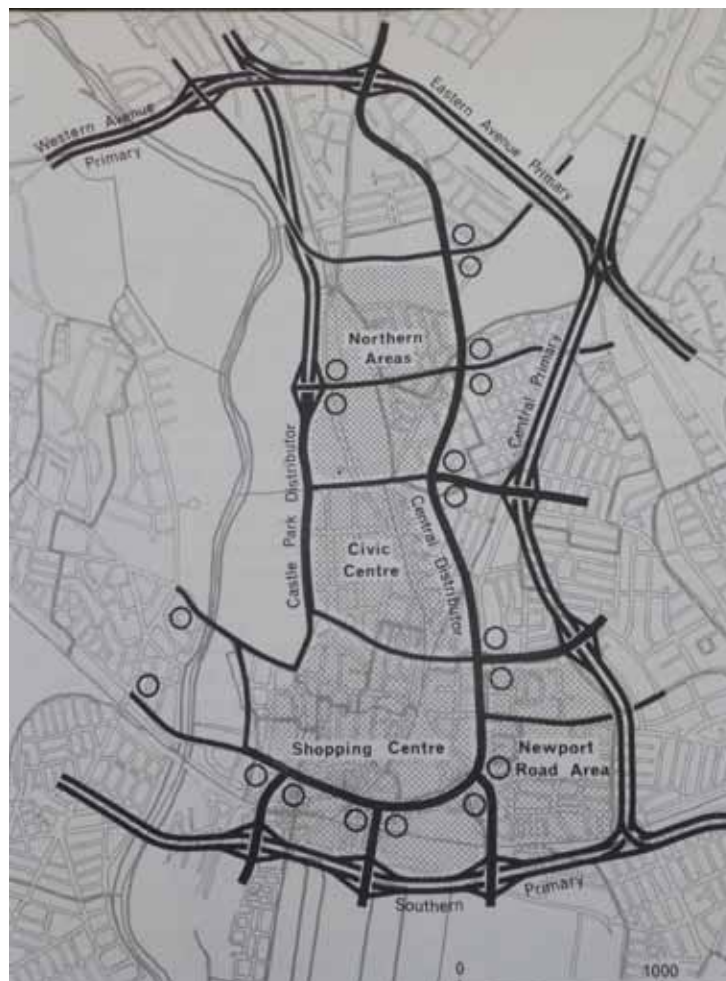 Western Avenue
Primary
Eastern Avenue Primary
Northern
Areas
Central Primary
Castle Park Distributor
Central Distributor
Civic
Centre
Shopping Centre
Newport
Road Area
Southern
Primary
0
1000